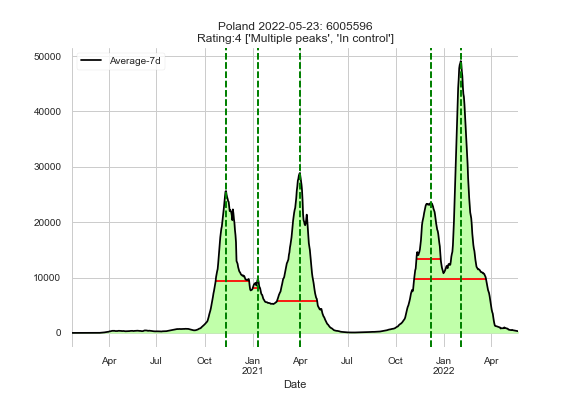 Poland 2022-05-23: 6005596
Rating:4 ['Multiple peaks', 'In control']
Average-7d
50000
40000
30000
20000
10000
0
Apr Jul Oct Jan Apr Jul Oct Jan Apr
2021 2022
Date